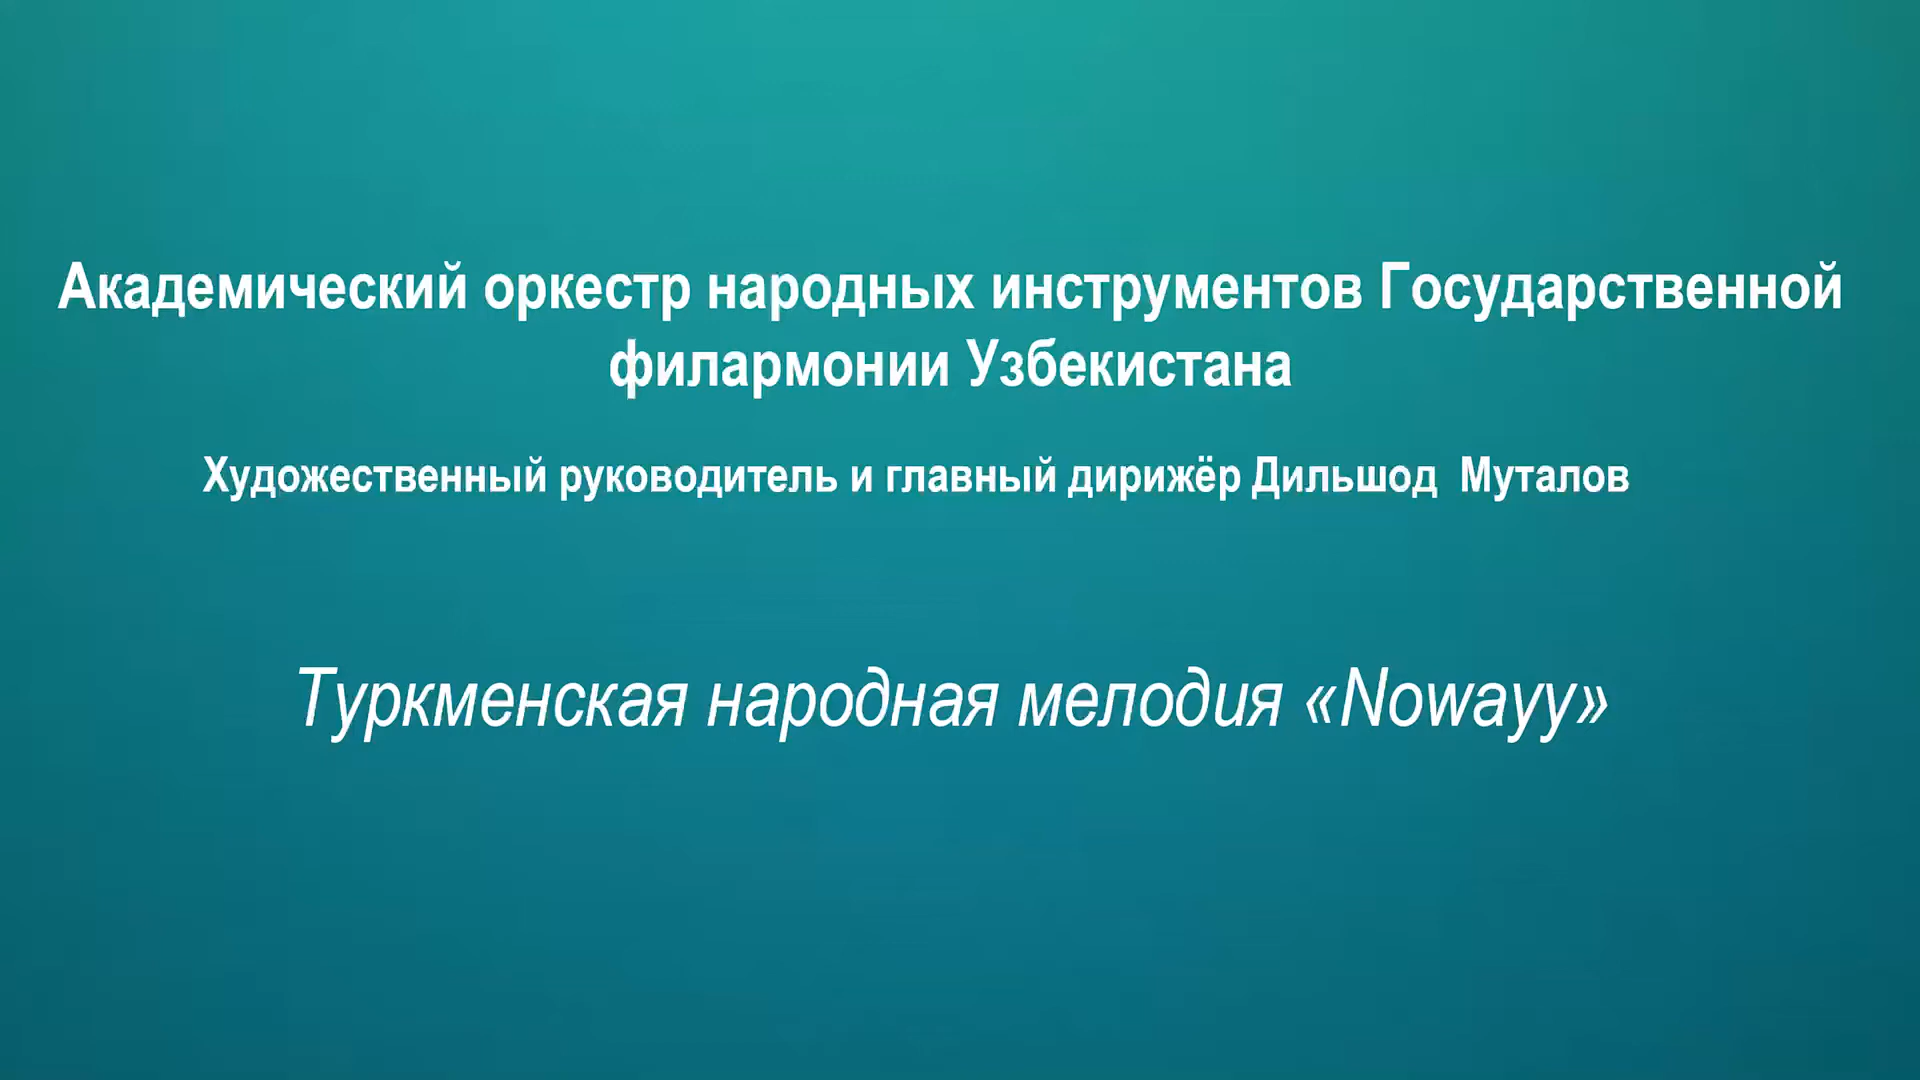 Академический оркестр народных инструментов Государственной
филармонии Узбекистана
Художественный руководитель и главный дирижёр Дильшод Муталов
Туркменская народная мелодия «Nowayy»